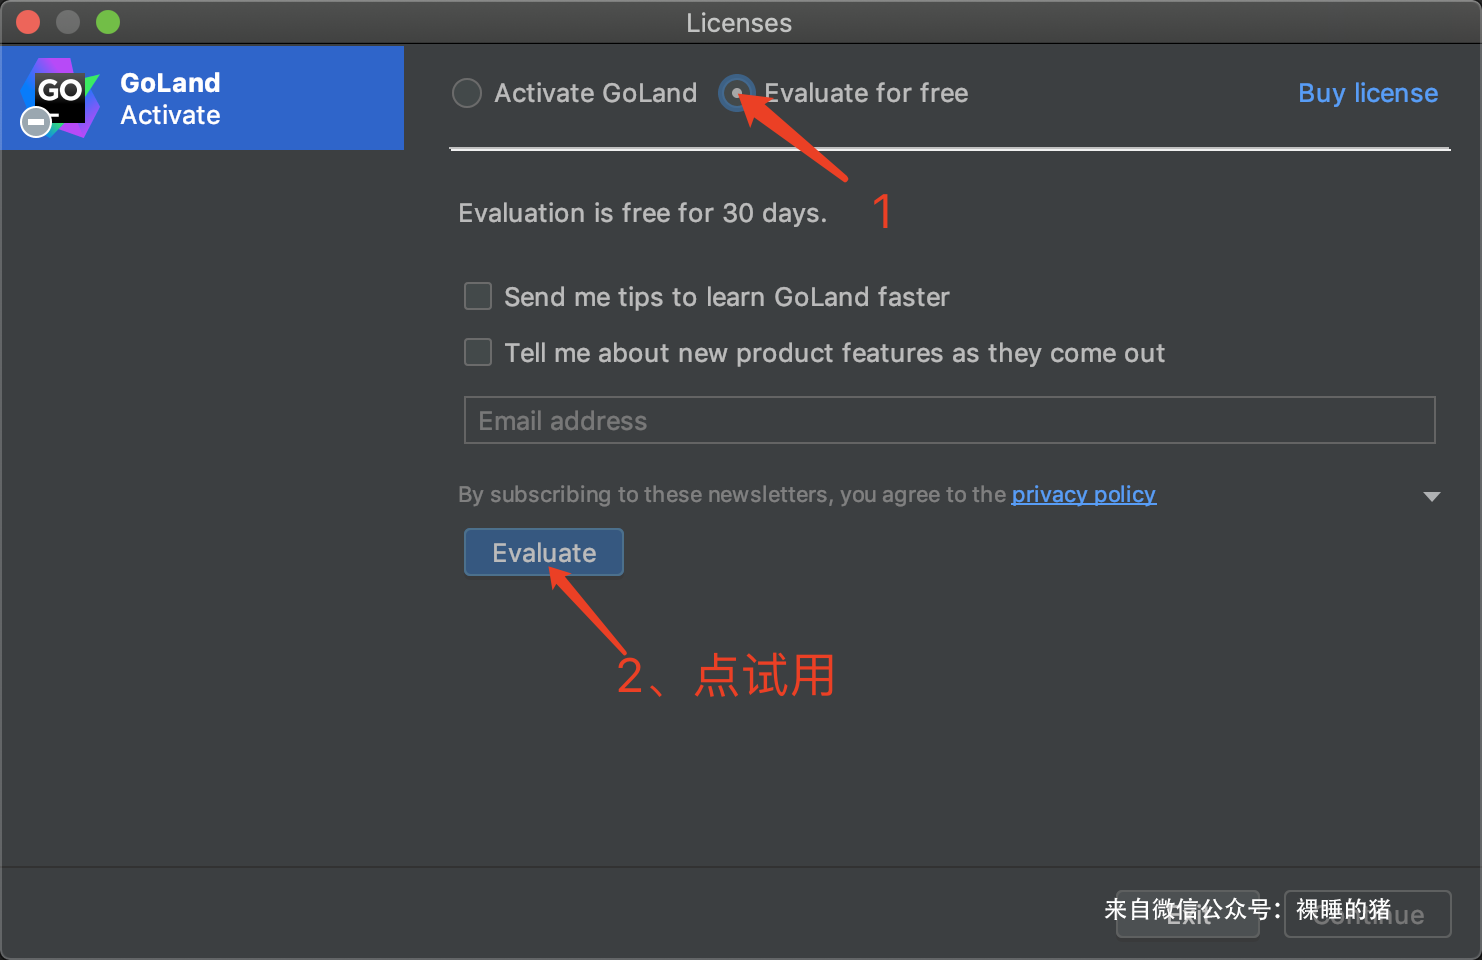 Licenses
GO
GoLand
Activate
Activate GoLand
Evaluate for free
Buy license
1
Evaluation is free for 30 days.
Send me tips to learn GoLand faster
Tell me about new product features as they come out
Email address
By subscribing to these newsletters, you agree to the privacy policy
Evaluate
2、点试用
Exit
Continue
来自微信公众号：裸睡的猪